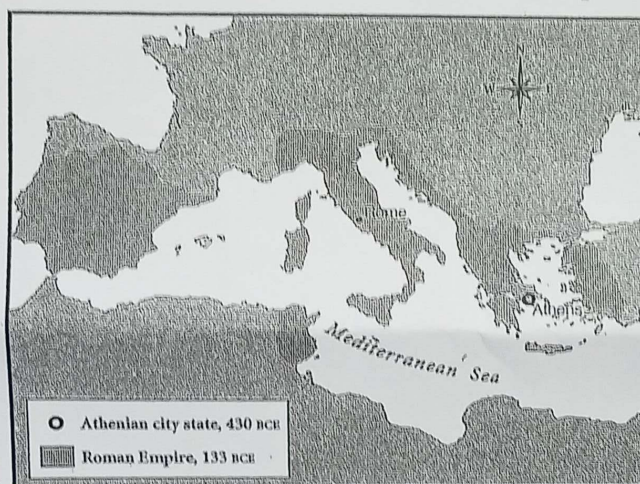 N
W E
Rome
Athens
Mediterranean Sea
Athenian city state, 430 BCE
Roman Empire, 133 BCE